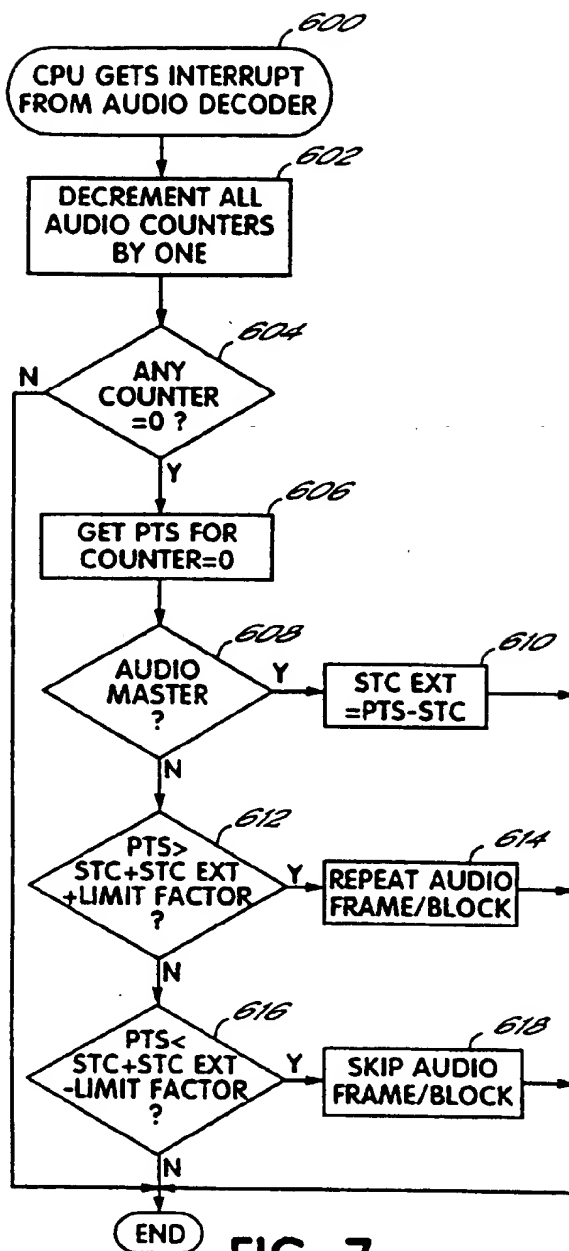 600
CPU GETS INTERRUPT
FROM AUDIO DECODER
602
DECREMENT ALL
AUDIO COUNTERS
BY ONE
604
N
ANY
COUNTER
=0 ?
Y
606
GET PTS FOR
COUNTER=0
608
AUDIO
MASTER
?
Y
610
STC EXT
=PTS-STC
N
612
PTS>
STC+STC EXT
+LIMIT FACTOR
?
Y
614
REPEAT AUDIO
FRAME/BLOCK
N
616
PTS<
STC+STC EXT
-LIMIT FACTOR
?
Y
618
SKIP AUDIO
FRAME/BLOCK
N
END
FIG. 7